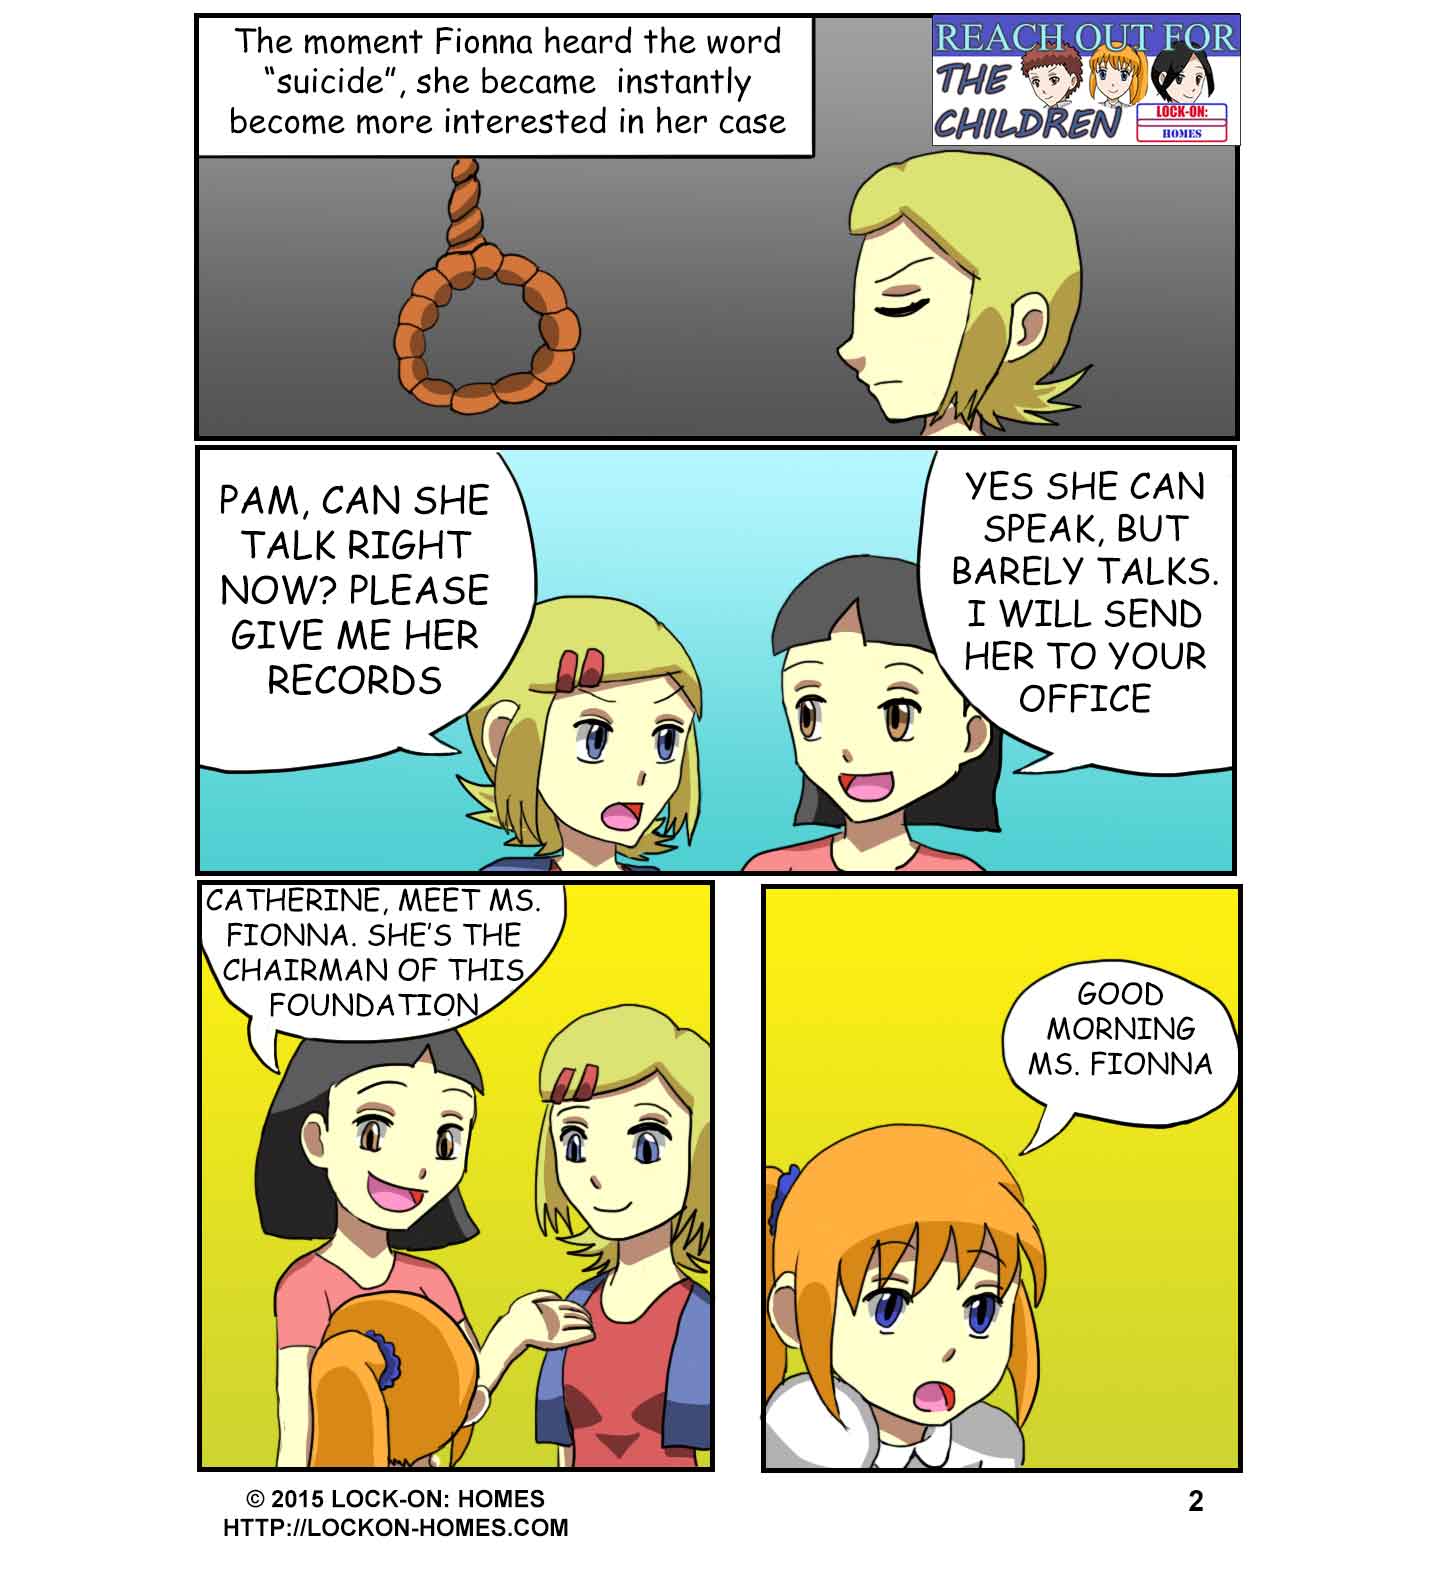 The moment Fionna heard the word
“suicide”, she became  instantly
become more interested in her case
REACH OUT FOR
THE
CHILDREN
LOCK-ON:
HOMES
PAM, CAN SHE
TALK RIGHT
NOW? PLEASE
GIVE ME HER
RECORDS
YES SHE CAN
SPEAK, BUT
BARELY TALKS.
I WILL SEND
HER TO YOUR
OFFICE
CATHERINE, MEET MS.
FIONNA. SHE’S THE
CHAIRMAN OF THIS
FOUNDATION
GOOD
MORNING
MS. FIONNA
© 2015 LOCK-ON: HOMES
HTTP://LOCKON-HOMES.COM
2